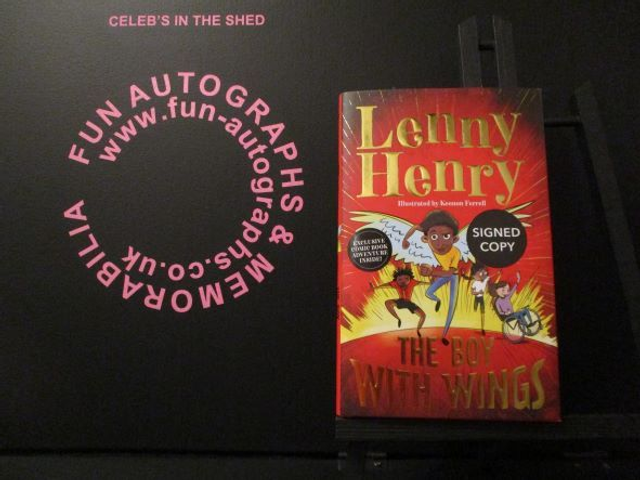 CELEB'S IN THE SHED
FUN AUTOGRAPHS & MEMORABILIA
www.fun-autographs.co.uk
Lenny
Henry
Illustrated by Keenon Ferrell
SIGNED
COPY
EXCLUSIVE
COMIC BOOK
ADVENTURE
INSIDE!
THE BOY
WITH WINGS